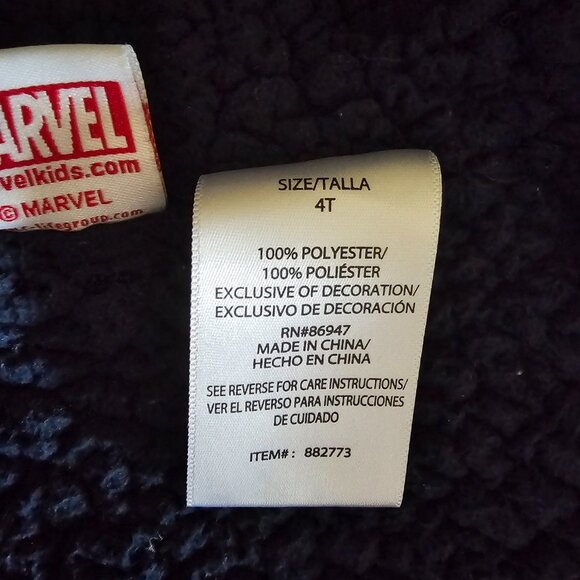 ARVEL
velkids.com
© MARVEL
SIZE/TALLA
4T
100% POLYESTER/
100% POLIÉSTER
EXCLUSIVE OF DECORATION/
EXCLUSIVO DE DECORACIÓN
RN#86947
MADE IN CHINA/
HECHO EN CHINA
SEE REVERSE FOR CARE INSTRUCTIONS/
VER EL REVERSO PARA INSTRUCCIONES
DE CUIDADO
ITEM# : 882773